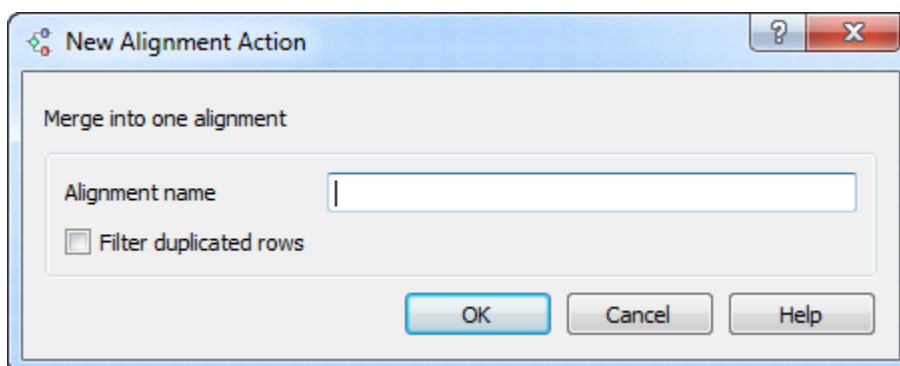 New Alignment Action
?
Merge into one alignment
Alignment name
Filter duplicated rows
OK Cancel Help